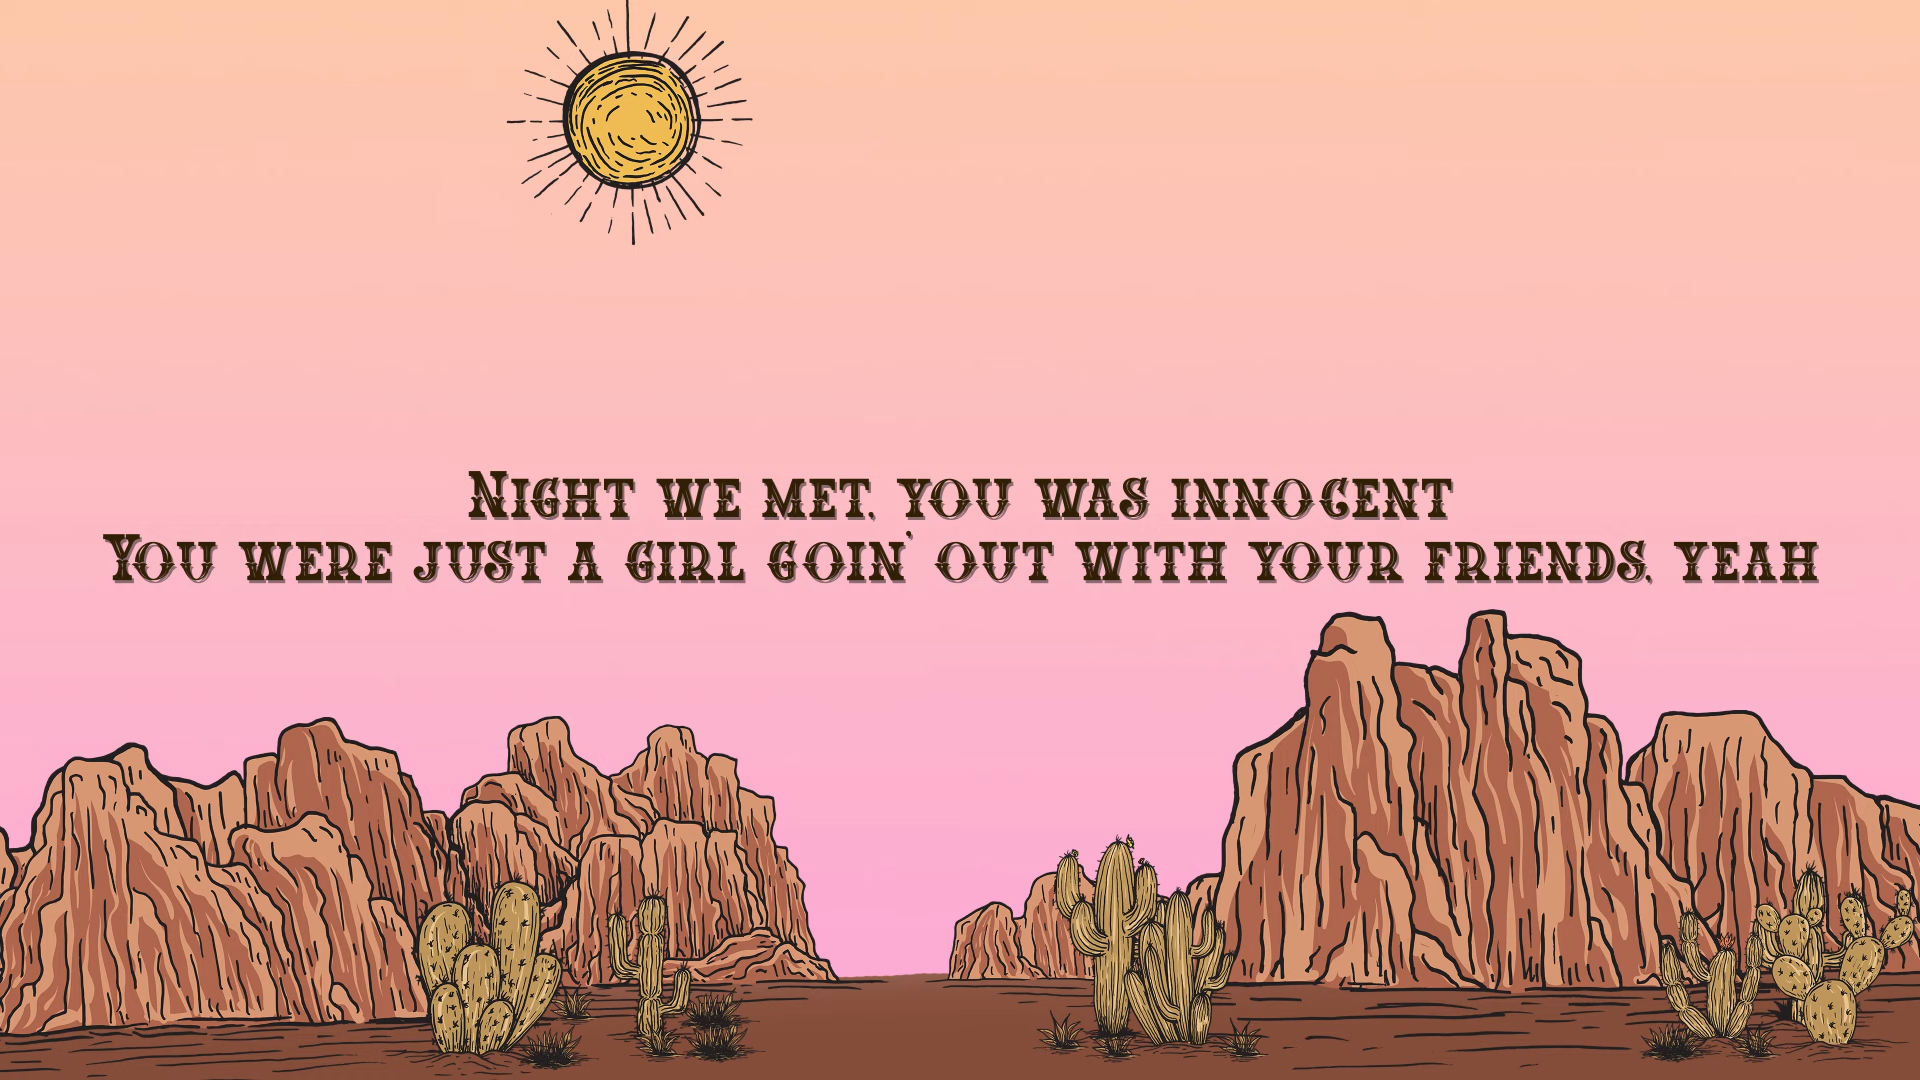 Night we met, you was innocent
You were just a girl goin' out with your friends, yeah